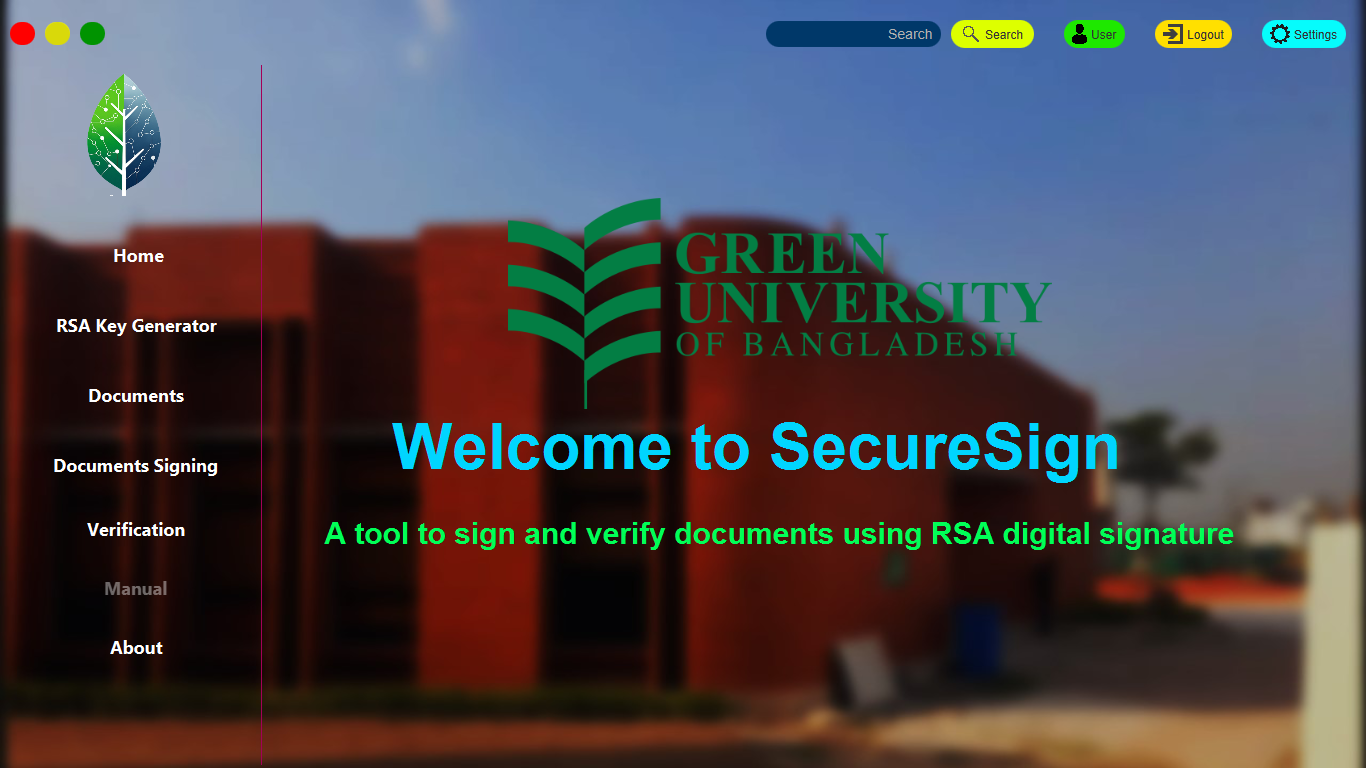 Search
Search
User
Logout
Settings
Home
RSA Key Generator
Documents
Documents Signing
Verification
Manual
About
GREEN
UNIVERSITY
OF BANGLADESH
Welcome to SecureSign
A tool to sign and verify documents using RSA digital signature